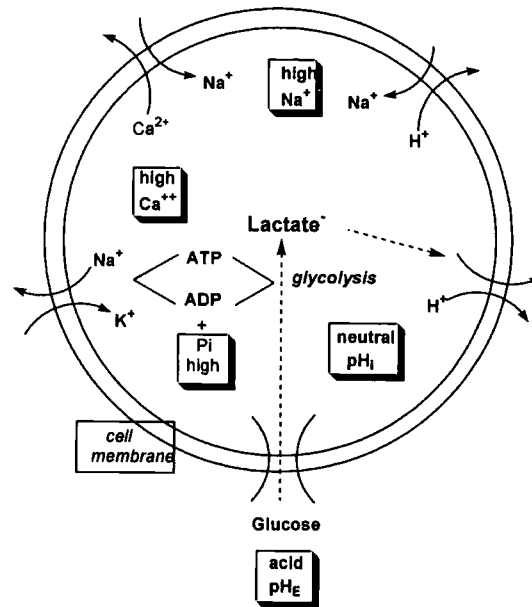 Na⁺
high
Na⁺
Na⁺
Ca²⁺
H⁺
high
Ca⁺⁺
Lactate⁻
Na⁺
ATP
glycolysis
ADP
H⁺
K⁺
+
Pi
high
neutral
pHᵢ
cell
membrane
Glucose
acid
pH_E